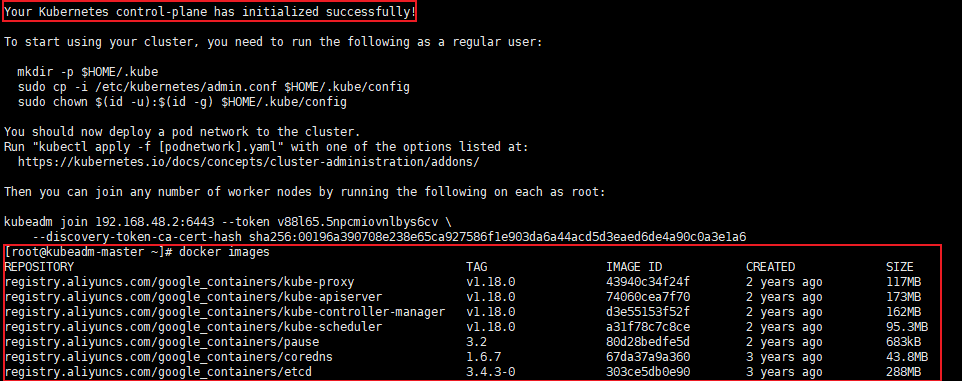 Your Kubernetes control-plane has initialized successfully!
To start using your cluster, you need to run the following as a regular user:
mkdir -p $HOME/.kube
sudo cp -i /etc/kubernetes/admin.conf $HOME/.kube/config
sudo chown $(id -u):$(id -g) $HOME/.kube/config
You should now deploy a pod network to the cluster.
Run "kubectl apply -f [podnetwork].yaml" with one of the options listed at:
https://kubernetes.io/docs/concepts/cluster-administration/addons/
Then you can join any number of worker nodes by running the following on each as root:
kubeadm join 192.168.48.2:6443 --token v88l65.5npcmiovnlbys6cv \
--discovery-token-ca-cert-hash sha256:00196a390708e238e65ca927586f1e903da6a44acd5d3eaed6de4a90c0a3e1a6
[root@kubeadm-master ~]# docker images
REPOSITORY TAG IMAGE ID CREATED SIZE
registry.aliyuncs.com/google_containers/kube-proxy v1.18.0 43940c34f24f 2 years ago 117MB
registry.aliyuncs.com/google_containers/kube-apiserver v1.18.0 74060cea7f70 2 years ago 173MB
registry.aliyuncs.com/google_containers/kube-controller-manager v1.18.0 d3e55153f52f 2 years ago 162MB
registry.aliyuncs.com/google_containers/kube-scheduler v1.18.0 a31f78c7c8ce 2 years ago 95.3MB
registry.aliyuncs.com/google_containers/pause 3.2 80d28bedfe5d 2 years ago 683kB
registry.aliyuncs.com/google_containers/coredns 1.6.7 67da37a9a360 3 years ago 43.8MB
registry.aliyuncs.com/google_containers/etcd 3.4.3-0 303ce5db0e90 3 years ago 288MB